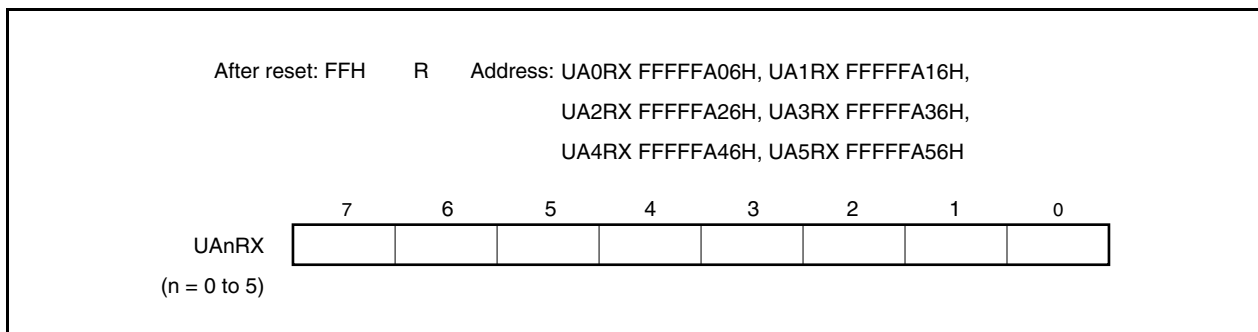 After reset: FFH R Address: UA0RX FFFFFA06H, UA1RX FFFFFA16H,
UA2RX FFFFFA26H, UA3RX FFFFFA36H,
UA4RX FFFFFA46H, UA5RX FFFFFA56H
7 6 5 4 3 2 1 0
UAnRX
(n = 0 to 5)